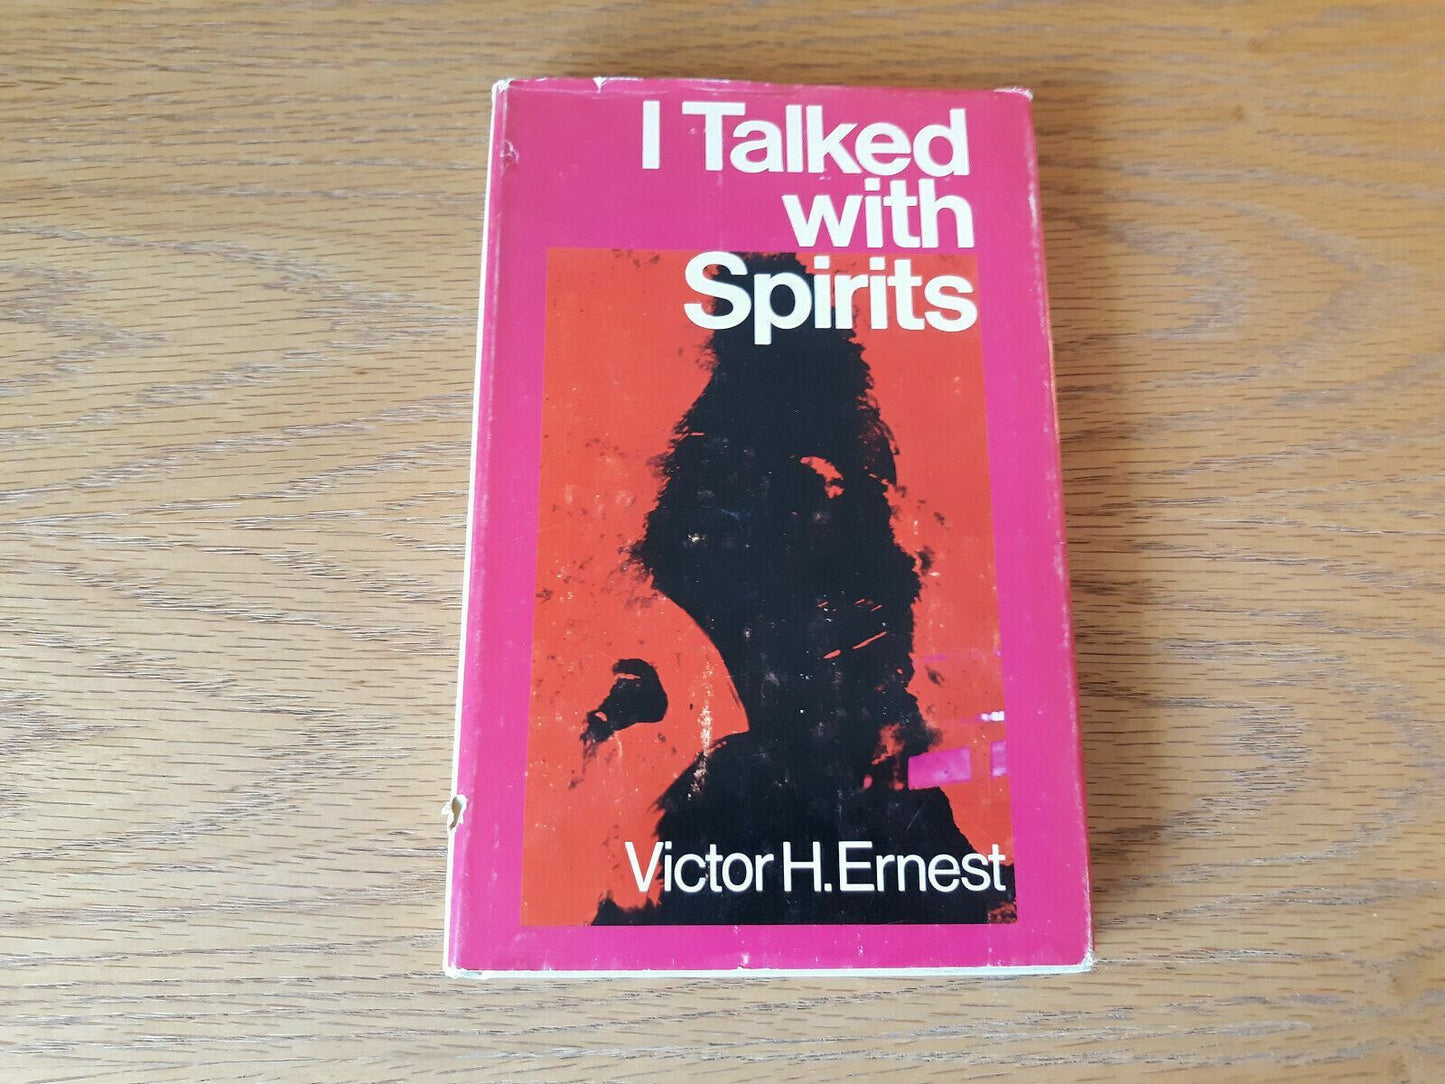 I Talked
with
Spirits
Victor H. Ernest